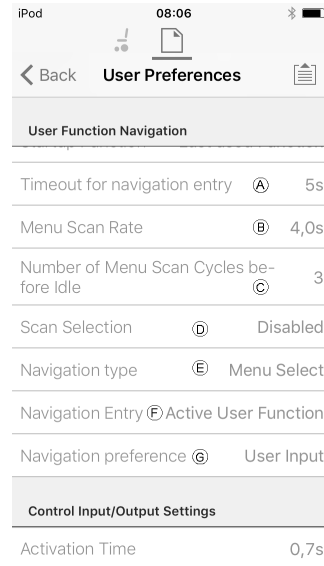 iPod 08:06
Back User Preferences
User Function Navigation
Timeout for navigation entry A 5s
Menu Scan Rate B 4,0s
Number of Menu Scan Cycles be-
fore Idle C 3
Scan Selection D Disabled
Navigation type E Menu Select
Navigation Entry F Active User Function
Navigation preference G User Input
Control Input/Output Settings
Activation Time 0,7s